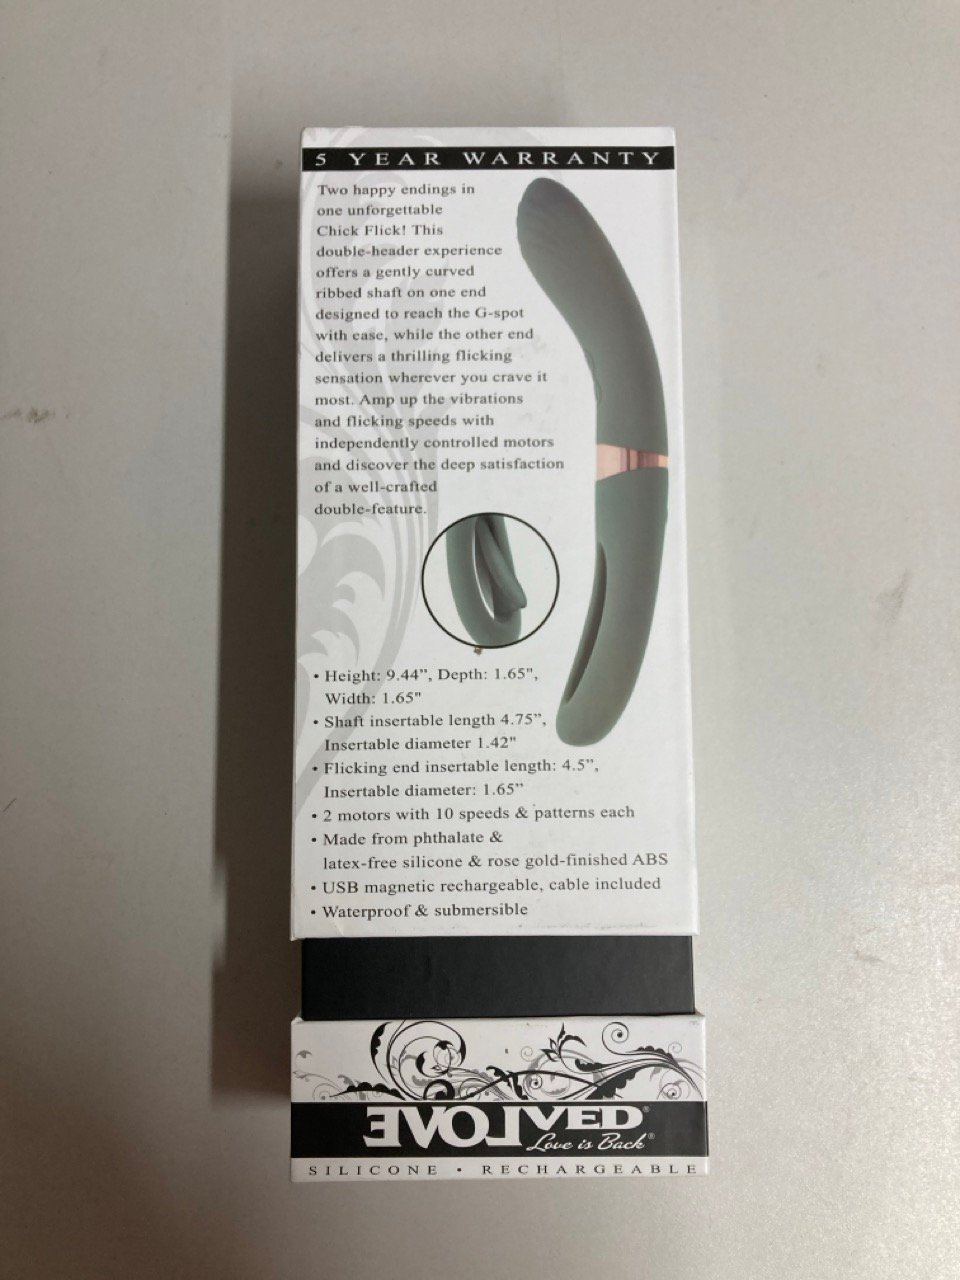 5 YEAR WARRANTY
Two happy endings in
one unforgettable
Chick Flick! This
double-header experience
offers a gently curved
ribbed shaft on one end
designed to reach the G-spot
with ease, while the other end
delivers a thrilling flicking
sensation wherever you crave it
most. Amp up the vibrations
and flicking speeds with
independently controlled motors
and discover the deep satisfaction
of a well-crafted
double-feature.
• Height: 9.44”, Depth: 1.65",
Width: 1.65"
• Shaft insertable length 4.75”,
Insertable diameter 1.42"
• Flicking end insertable length: 4.5”,
Insertable diameter: 1.65”
• 2 motors with 10 speeds & patterns each
• Made from phthalate &
latex-free silicone & rose gold-finished ABS
• USB magnetic rechargeable, cable included
• Waterproof & submersible
EVOLVED®
Love is Back®
SILICONE • RECHARGEABLE